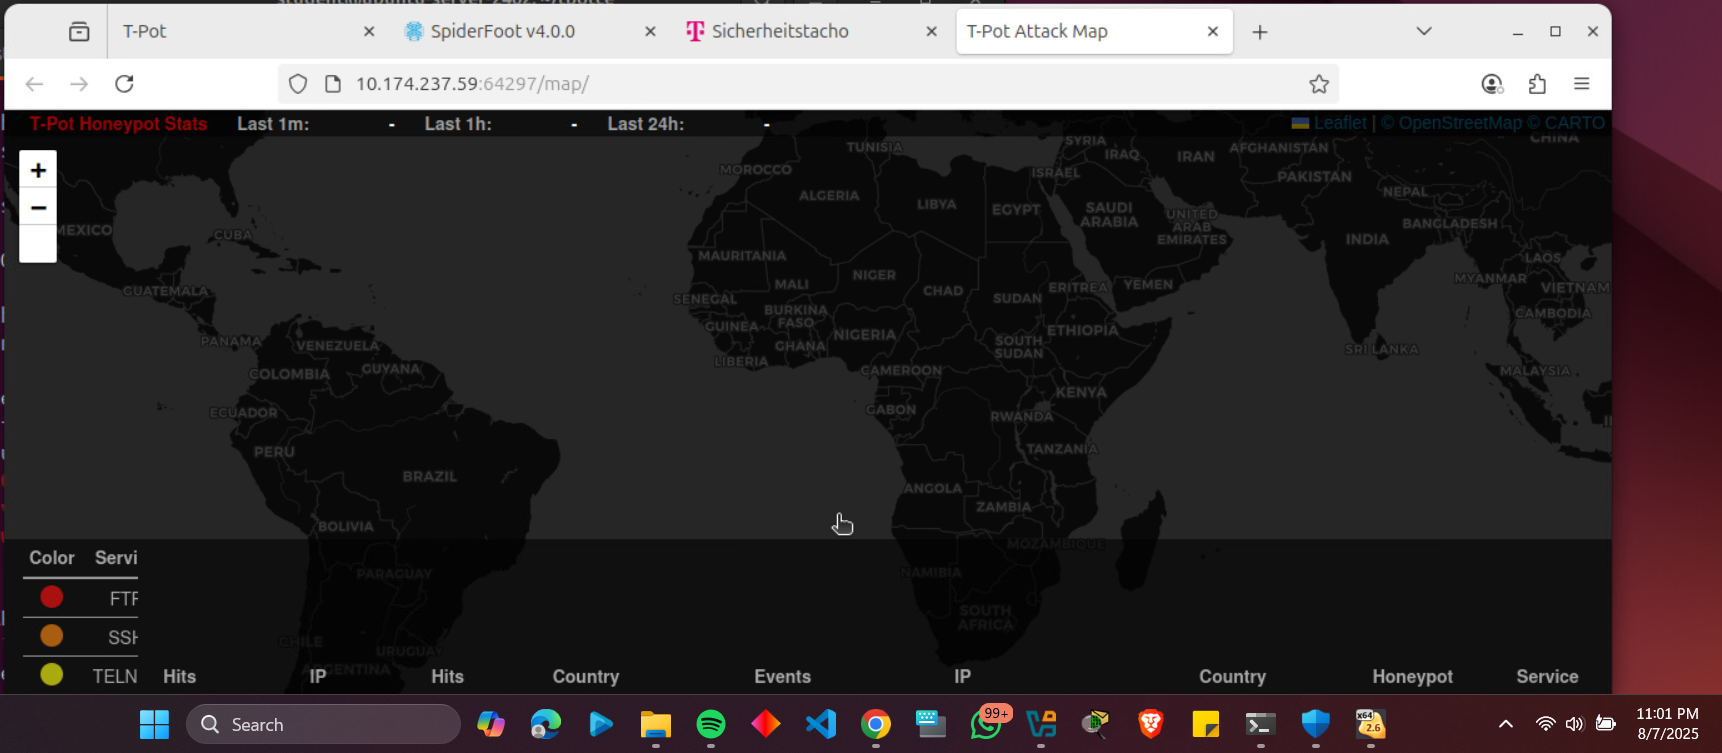 T-Pot
SpiderFoot v4.0.0
Sicherheitstacho
T-Pot Attack Map
10.174.237.59:64297/map/
T-Pot Honeypot Stats Last 1m: - Last 1h: - Last 24h: -
Leaflet | © OpenStreetMap © CARTO
+
−
CHINA
TUNISIA
SYRIA
AFGHANISTAN
IRAQ
IRAN
MOROCCO
ISRAEL
PAKISTAN
NEPAL
ALGERIA
LIBYA
EGYPT
SAUDI
ARABIA
UNITED
ARAB
EMIRATES
BANGLADESH
MEXICO
CUBA
INDIA
MAURITANIA
LAOS
NIGER
MYANMAR
MALI
CHAD
SUDAN
ERITREA
YEMEN
VIETNAM
GUATEMALA
SENEGAL
BURKINA
FASO
CAMBODIA
GUINEA
NIGERIA
ETHIOPIA
PANAMA
VENEZUELA
GHANA
SOUTH
SUDAN
SRI LANKA
LIBERIA
COLOMBIA
GUYANA
CAMEROON
MALAYSIA
KENYA
ECUADOR
GABON
RWANDA
PERU
TANZANIA
BRAZIL
ANGOLA
ZAMBIA
BOLIVIA
MOZAMBIQUE
PARAGUAY
NAMIBIA
SOUTH
AFRICA
CHILE
URUGUAY
ARGENTINA
Color Servi
FTF
SSH
TELN
Hits IP Hits Country Events IP Country Honeypot Service
Search
99+
x64
2.6
11:01 PM
8/7/2025